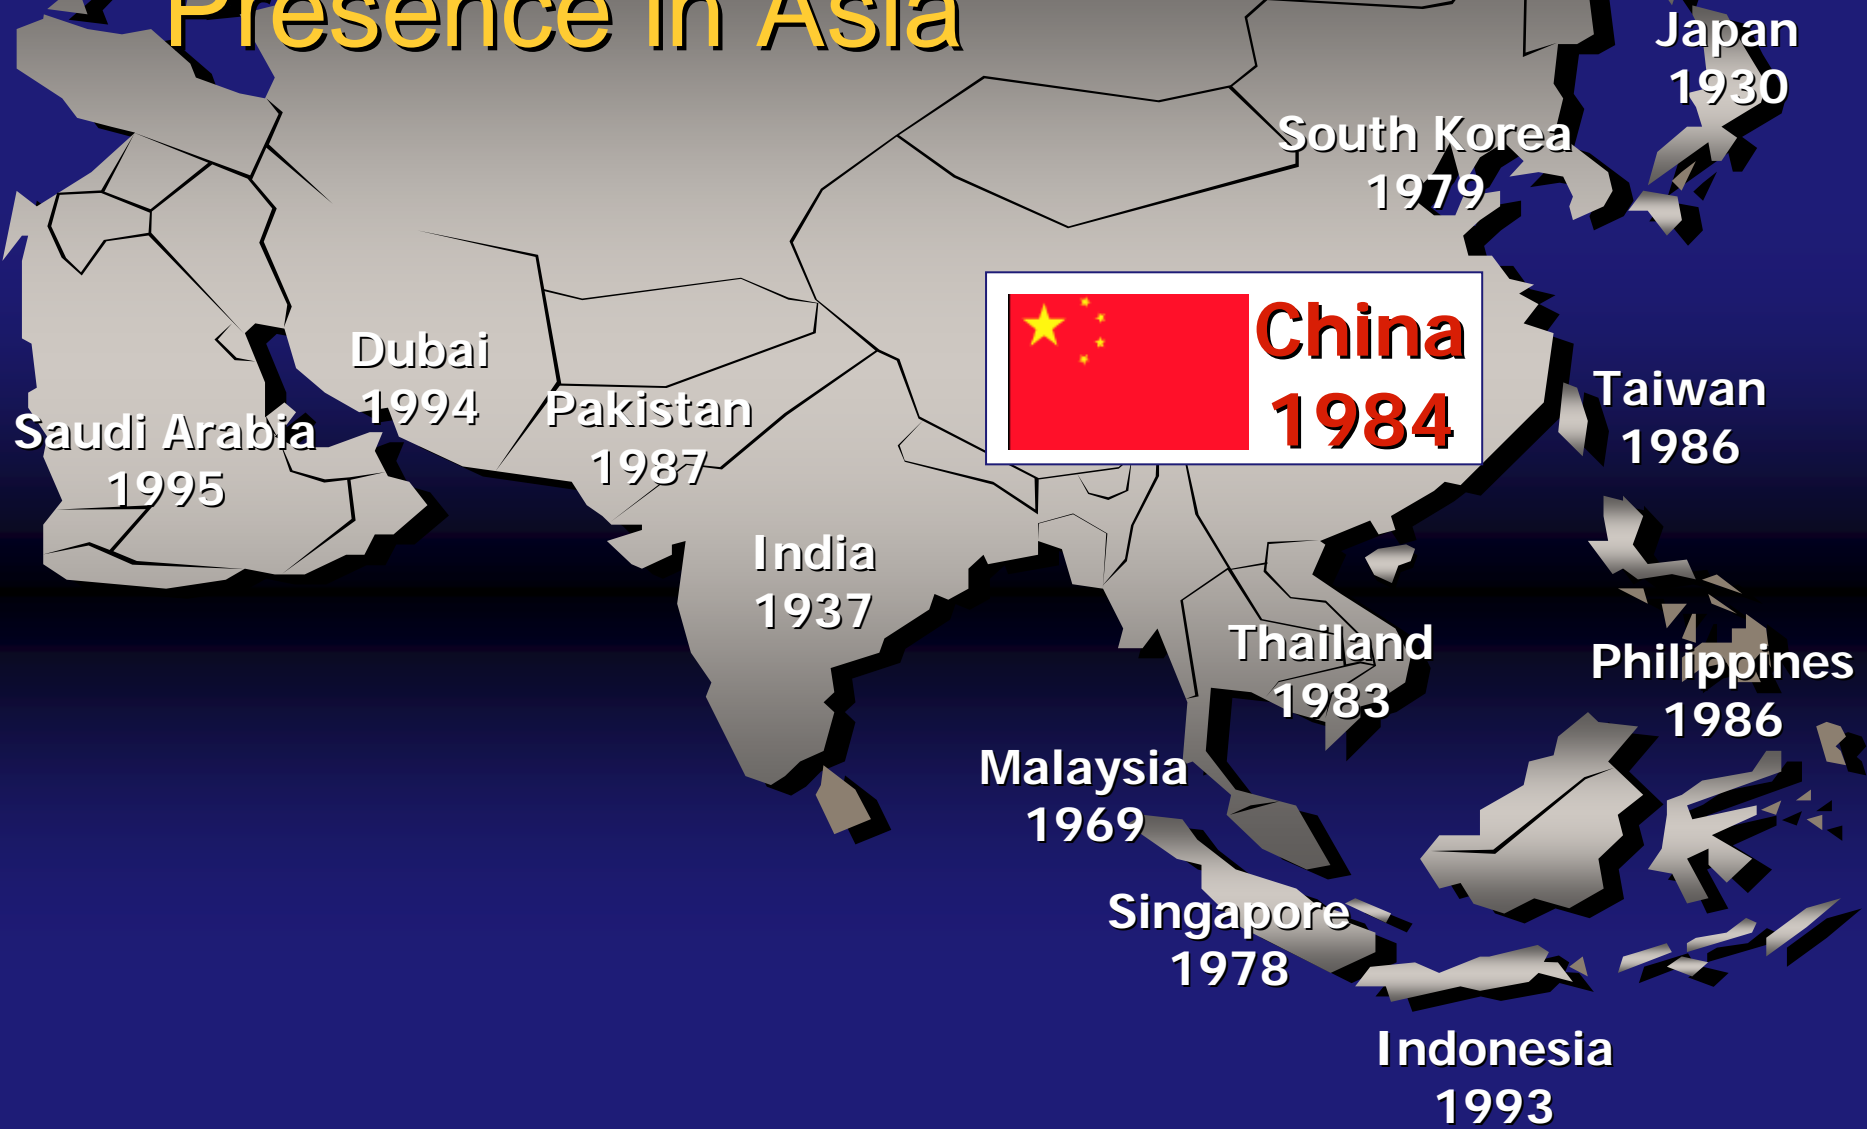 Presence in Asia
Japan
1930
South Korea
1979
China
1984
Dubai
1994
Taiwan
1986
Pakistan
1987
Saudi Arabia
1995
India
1937
Thailand
1983
Philippines
1986
Malaysia
1969
Singapore
1978
Indonesia
1993